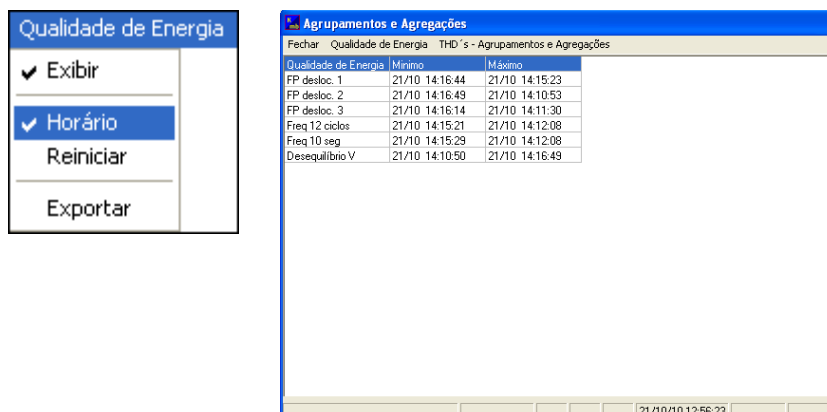 Qualidade de Energia
Exibir
Horário
Reiniciar
Exportar
Agrupamentos e Agregações
Fechar Qualidade de Energia THD´s - Agrupamentos e Agregações
Qualidade de Energia Mínimo Máximo
FP desloc. 1 21/10 14:16:44 21/10 14:15:23
FP desloc. 2 21/10 14:16:49 21/10 14:10:53
FP desloc. 3 21/10 14:16:14 21/10 14:11:30
Freq 12 ciclos 21/10 14:15:21 21/10 14:12:08
Freq 10 seg 21/10 14:15:29 21/10 14:12:08
Desequilíbrio V 21/10 14:10:50 21/10 14:16:49
21/10/10 12:56:23